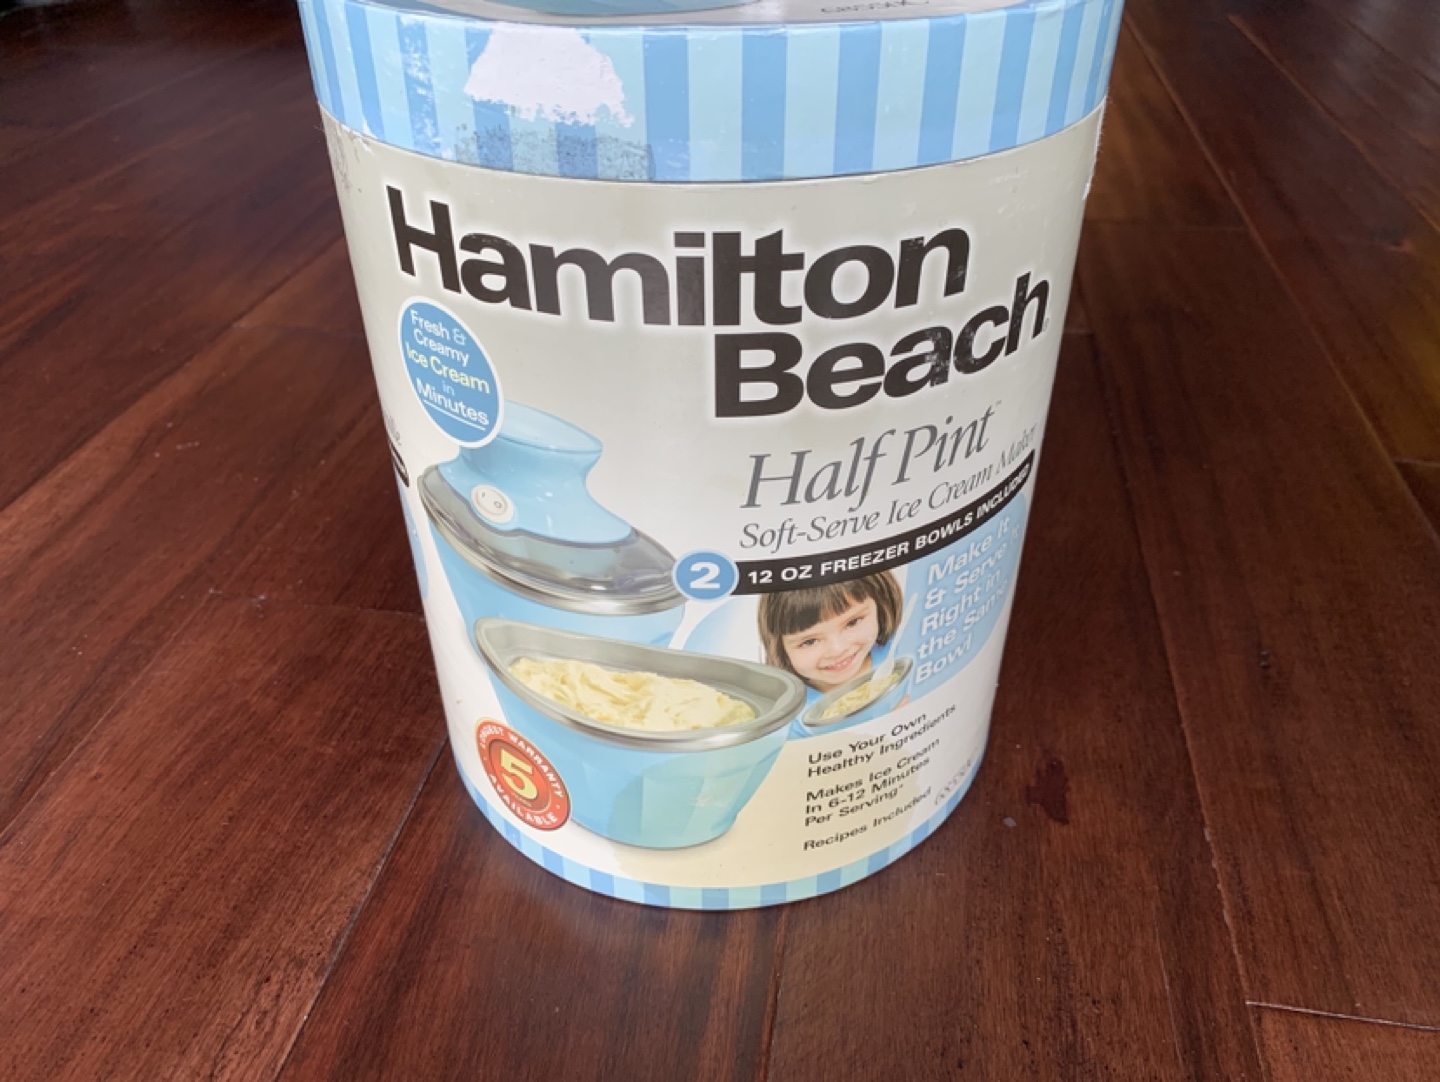 Hamilton
Beach
Fresh &
Creamy
Ice Cream
in
Minutes
Half Pint™
Soft-Serve Ice Cream Maker
2 12 OZ FREEZER BOWLS INCLUDED
Make It
& Serve
Right in
the Same
Bowl
5
WARRANTY
AVAILABLE
Use Your Own
Healthy Ingredients
Makes Ice Cream
In 6-12 Minutes
Per Serving*
Recipes Included